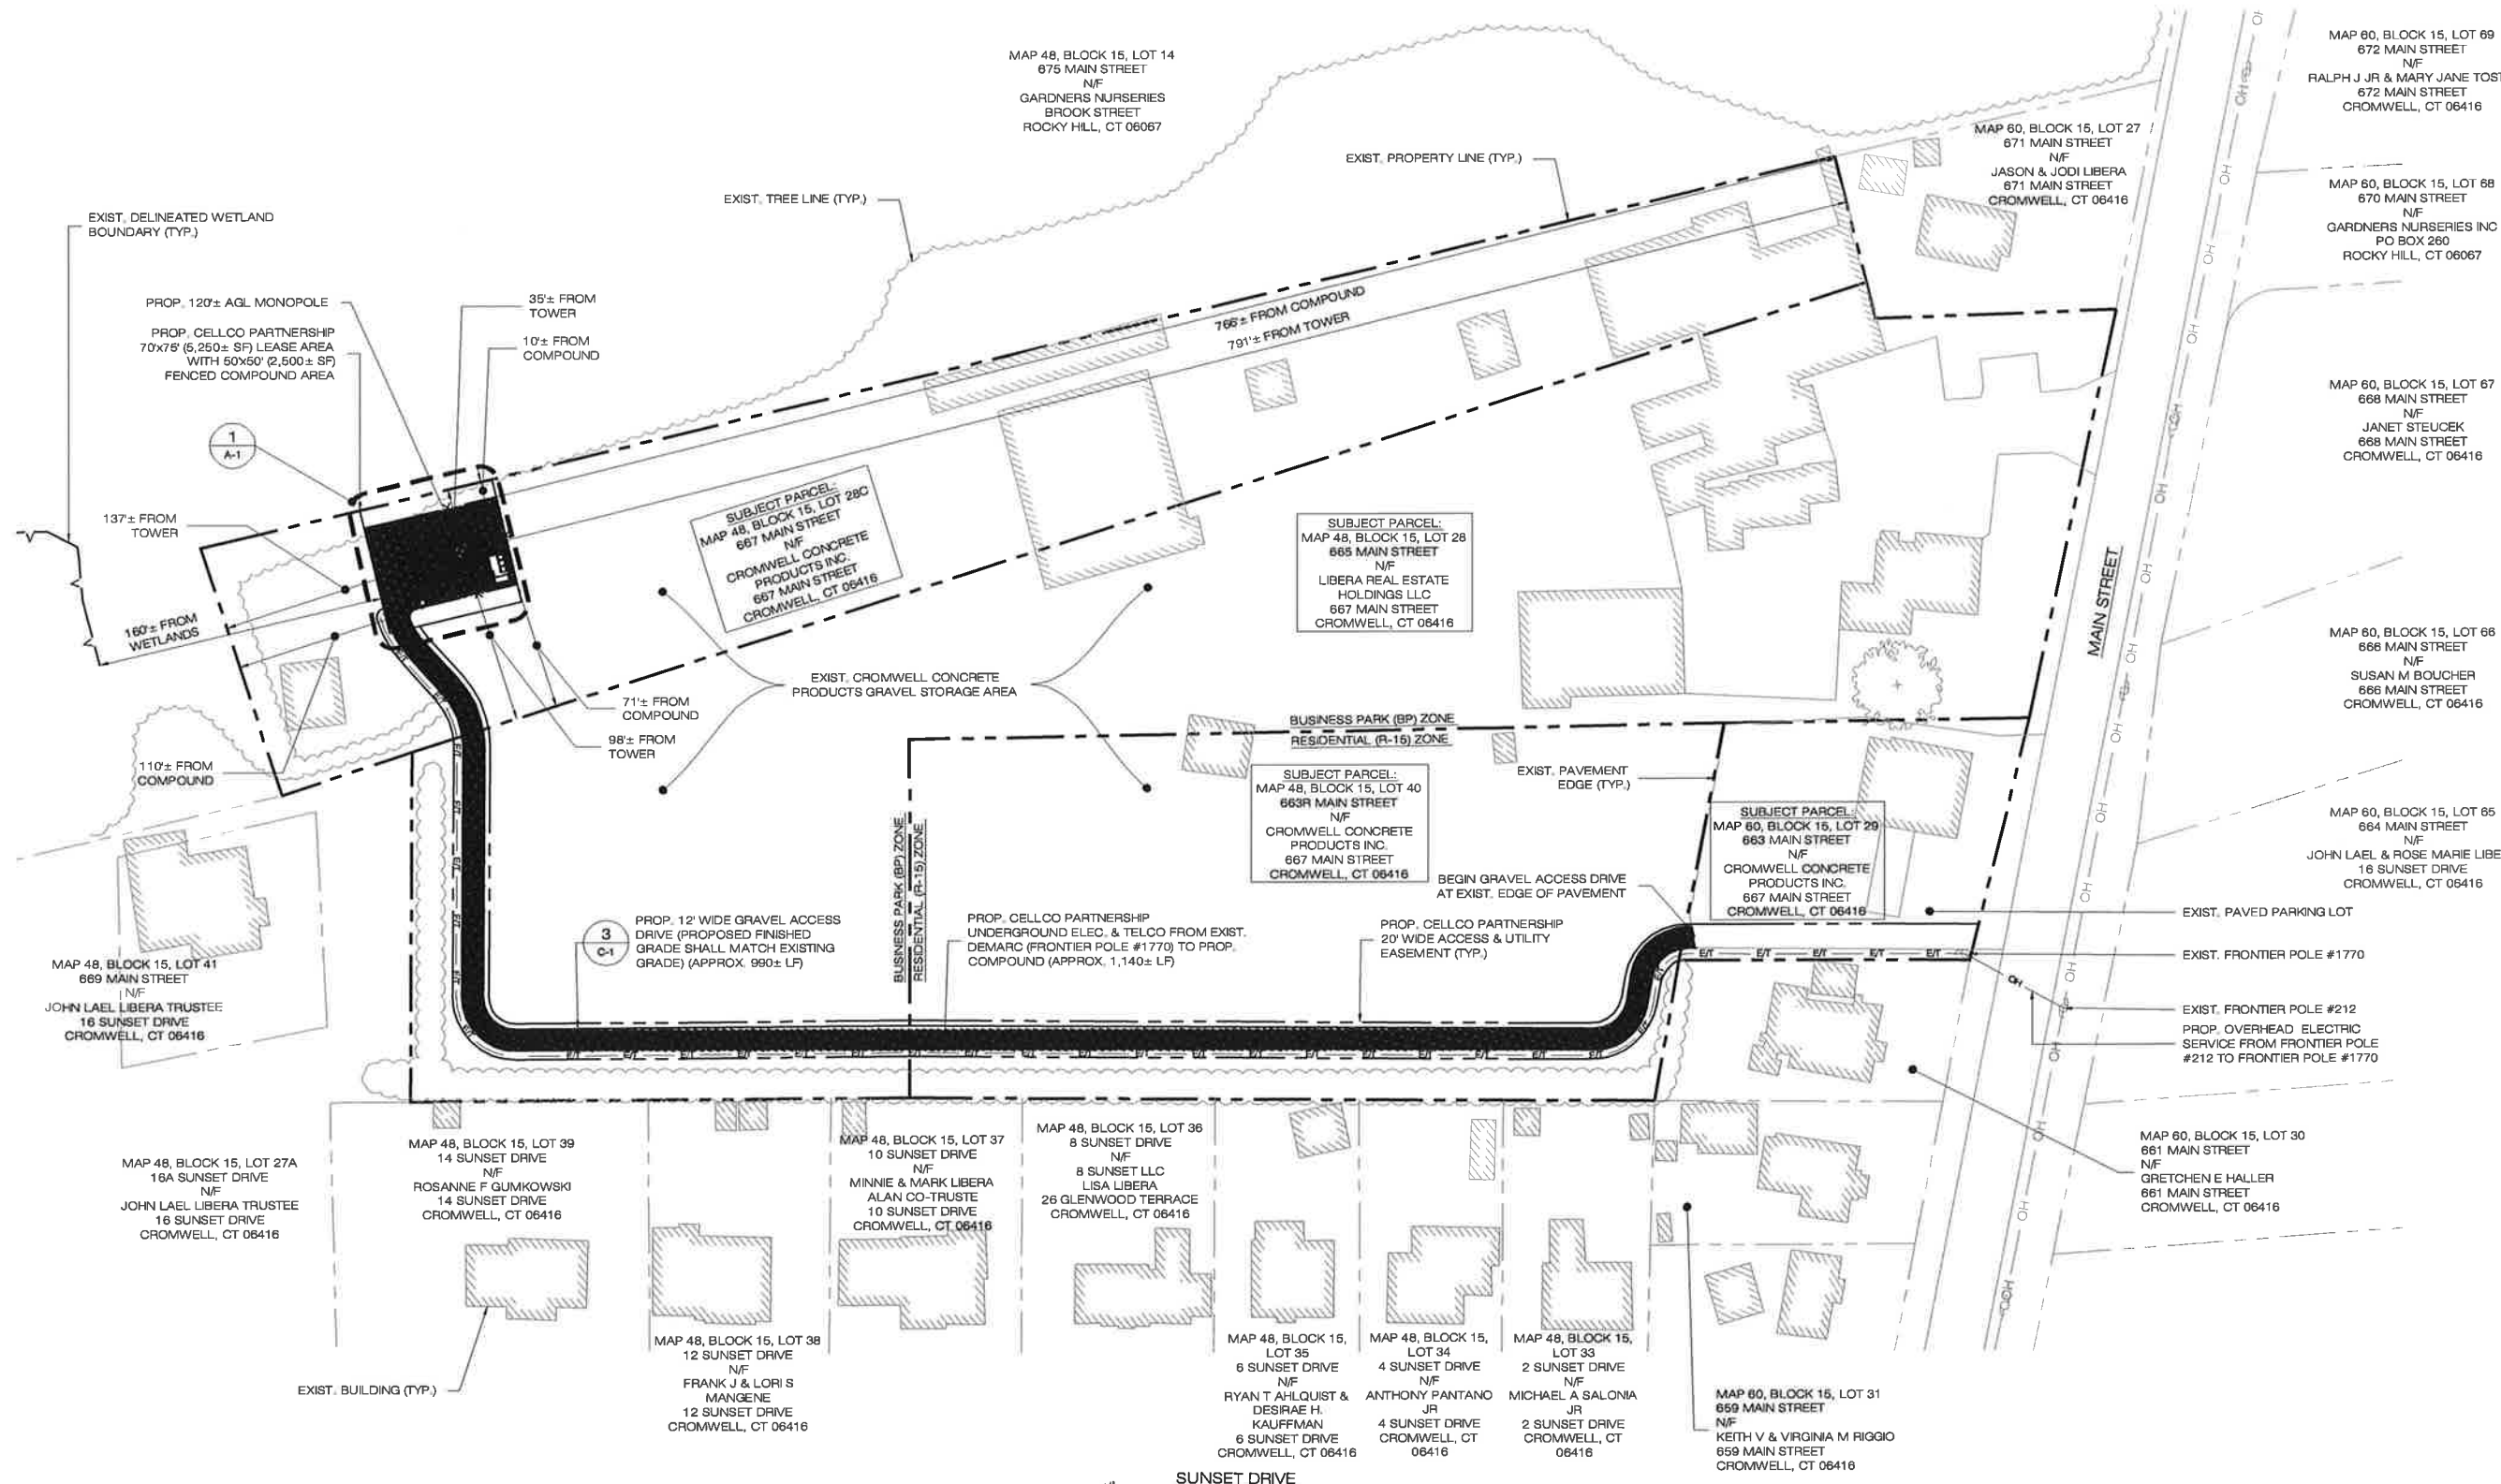 MAP 48, BLOCK 15, LOT 14
675 MAIN STREET
N/F
GARDNERS NURSERIES
BROOK STREET
ROCKY HILL, CT 06067
MAP 60, BLOCK 15, LOT 69
672 MAIN STREET
N/F
RALPH J JR & MARY JANE TOST
672 MAIN STREET
CROMWELL, CT 06416
MAP 60, BLOCK 15, LOT 27
671 MAIN STREET
N/F
JASON & JODI LIBERA
671 MAIN STREET
CROMWELL, CT 06416
EXIST. PROPERTY LINE (TYP.)
EXIST. TREE LINE (TYP.)
MAP 60, BLOCK 15, LOT 68
670 MAIN STREET
N/F
GARDNERS NURSERIES INC
PO BOX 260
ROCKY HILL, CT 06067
EXIST. DELINEATED WETLAND
BOUNDARY (TYP.)
PROP. 120'± AGL MONOPOLE
PROP. CELLCO PARTNERSHIP
70'x75' (5,250± SF) LEASE AREA
WITH 50'x50' (2,500± SF)
FENCED COMPOUND AREA
35'± FROM
TOWER
10'± FROM
COMPOUND
766'± FROM COMPOUND
791'± FROM TOWER
1
A-1
MAP 60, BLOCK 15, LOT 67
668 MAIN STREET
N/F
JANET STEUCEK
668 MAIN STREET
CROMWELL, CT 06416
137'± FROM
TOWER
160'± FROM
WETLANDS
SUBJECT PARCEL:
MAP 48, BLOCK 15, LOT 28C
667 MAIN STREET
N/F
CROMWELL CONCRETE
PRODUCTS INC.
667 MAIN STREET
CROMWELL, CT 06416
SUBJECT PARCEL:
MAP 48, BLOCK 15, LOT 28
665 MAIN STREET
N/F
LIBERA REAL ESTATE
HOLDINGS LLC
667 MAIN STREET
CROMWELL, CT 06416
MAIN STREET
MAP 60, BLOCK 15, LOT 66
666 MAIN STREET
N/F
SUSAN M BOUCHER
666 MAIN STREET
CROMWELL, CT 06416
EXIST. CROMWELL CONCRETE
PRODUCTS GRAVEL STORAGE AREA
71'± FROM
COMPOUND
98'± FROM
TOWER
110'± FROM
COMPOUND
BUSINESS PARK (BP) ZONE
RESIDENTIAL (R-15) ZONE
SUBJECT PARCEL:
MAP 48, BLOCK 15, LOT 40
663R MAIN STREET
N/F
CROMWELL CONCRETE
PRODUCTS INC.
667 MAIN STREET
CROMWELL, CT 06416
EXIST. PAVEMENT
EDGE (TYP.)
SUBJECT PARCEL:
MAP 60, BLOCK 15, LOT 29
663 MAIN STREET
N/F
CROMWELL CONCRETE
PRODUCTS INC.
667 MAIN STREET
CROMWELL, CT 06416
MAP 60, BLOCK 15, LOT 65
664 MAIN STREET
N/F
JOHN LAEL & ROSE MARIE LIBE
16 SUNSET DRIVE
CROMWELL, CT 06416
BUSINESS PARK (BP) ZONE
RESIDENTIAL (R-15) ZONE
BEGIN GRAVEL ACCESS DRIVE
AT EXIST. EDGE OF PAVEMENT
3
C-1
PROP. 12' WIDE GRAVEL ACCESS
DRIVE (PROPOSED FINISHED
GRADE SHALL MATCH EXISTING
GRADE) (APPROX. 990± LF)
PROP. CELLCO PARTNERSHIP
UNDERGROUND ELEC. & TELCO FROM EXIST.
DEMARC (FRONTIER POLE #1770) TO PROP.
COMPOUND (APPROX. 1,140± LF)
PROP. CELLCO PARTNERSHIP
20' WIDE ACCESS & UTILITY
EASEMENT (TYP.)
EXIST. PAVED PARKING LOT
EXIST. FRONTIER POLE #1770
EXIST. FRONTIER POLE #212
PROP. OVERHEAD ELECTRIC
SERVICE FROM FRONTIER POLE
#212 TO FRONTIER POLE #1770
E/T E/T E/T E/T E/T
OH
MAP 48, BLOCK 15, LOT 41
669 MAIN STREET
N/F
JOHN LAEL LIBERA TRUSTEE
16 SUNSET DRIVE
CROMWELL, CT 06416
MAP 48, BLOCK 15, LOT 27A
16A SUNSET DRIVE
N/F
JOHN LAEL LIBERA TRUSTEE
16 SUNSET DRIVE
CROMWELL, CT 06416
MAP 48, BLOCK 15, LOT 39
14 SUNSET DRIVE
N/F
ROSANNE F GUMKOWSKI
14 SUNSET DRIVE
CROMWELL, CT 06416
MAP 48, BLOCK 15, LOT 37
10 SUNSET DRIVE
N/F
MINNIE & MARK LIBERA
ALAN CO-TRUSTE
10 SUNSET DRIVE
CROMWELL, CT 06416
MAP 48, BLOCK 15, LOT 36
8 SUNSET DRIVE
N/F
8 SUNSET LLC
LISA LIBERA
26 GLENWOOD TERRACE
CROMWELL, CT 06416
MAP 60, BLOCK 15, LOT 30
661 MAIN STREET
N/F
GRETCHEN E HALLER
661 MAIN STREET
CROMWELL, CT 06416
EXIST. BUILDING (TYP.)
MAP 48, BLOCK 15, LOT 38
12 SUNSET DRIVE
N/F
FRANK J & LORI S
MANGENE
12 SUNSET DRIVE
CROMWELL, CT 06416
MAP 48, BLOCK 15,
LOT 35
6 SUNSET DRIVE
N/F
RYAN T AHLQUIST &
DESIRAE H.
KAUFFMAN
6 SUNSET DRIVE
CROMWELL, CT 06416
MAP 48, BLOCK 15,
LOT 34
4 SUNSET DRIVE
N/F
ANTHONY PANTANO
JR
4 SUNSET DRIVE
CROMWELL, CT
06416
MAP 48, BLOCK 15,
LOT 33
2 SUNSET DRIVE
N/F
MICHAEL A SALONIA
JR
2 SUNSET DRIVE
CROMWELL, CT
06416
MAP 60, BLOCK 15, LOT 31
659 MAIN STREET
N/F
KEITH V & VIRGINIA M RIGGIO
659 MAIN STREET
CROMWELL, CT 06416
SUNSET DRIVE